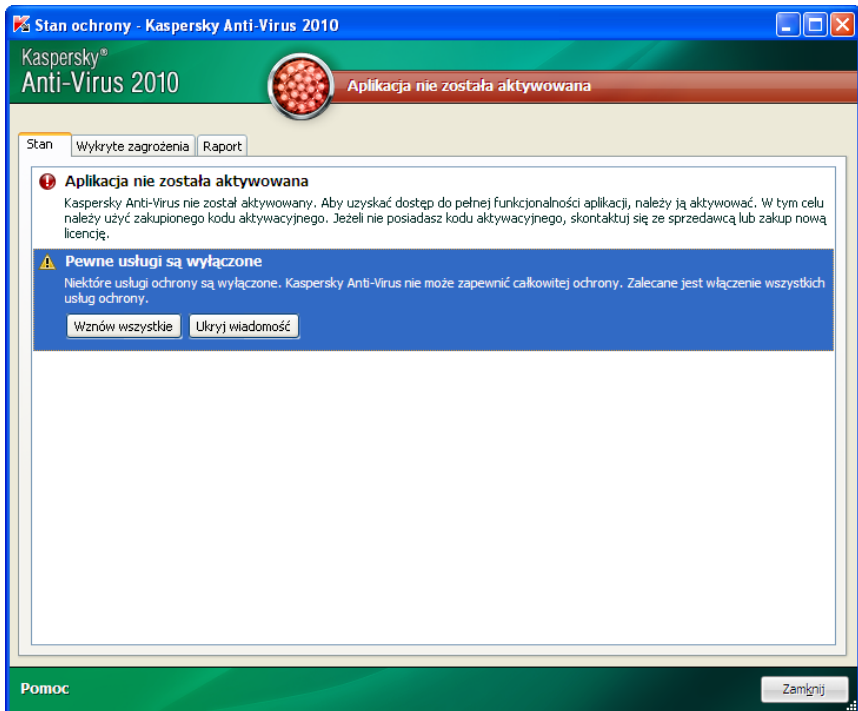 Stan ochrony - Kaspersky Anti-Virus 2010
Kaspersky®
Anti-Virus 2010
Aplikacja nie została aktywowana
Stan Wykryte zagrożenia Raport
Aplikacja nie została aktywowana
Kaspersky Anti-Virus nie został aktywowany. Aby uzyskać dostęp do pełnej funkcjonalności aplikacji, należy ją aktywować. W tym celu
należy użyć zakupionego kodu aktywacyjnego. Jeżeli nie posiadasz kodu aktywacyjnego, skontaktuj się ze sprzedawcą lub zakup nową
licencję.
Pewne usługi są wyłączone
Niektóre usługi ochrony są wyłączone. Kaspersky Anti-Virus nie może zapewnić całkowitej ochrony. Zalecane jest włączenie wszystkich
usług ochrony.
Wznów wszystkie Ukryj wiadomość
Pomoc Zamknij